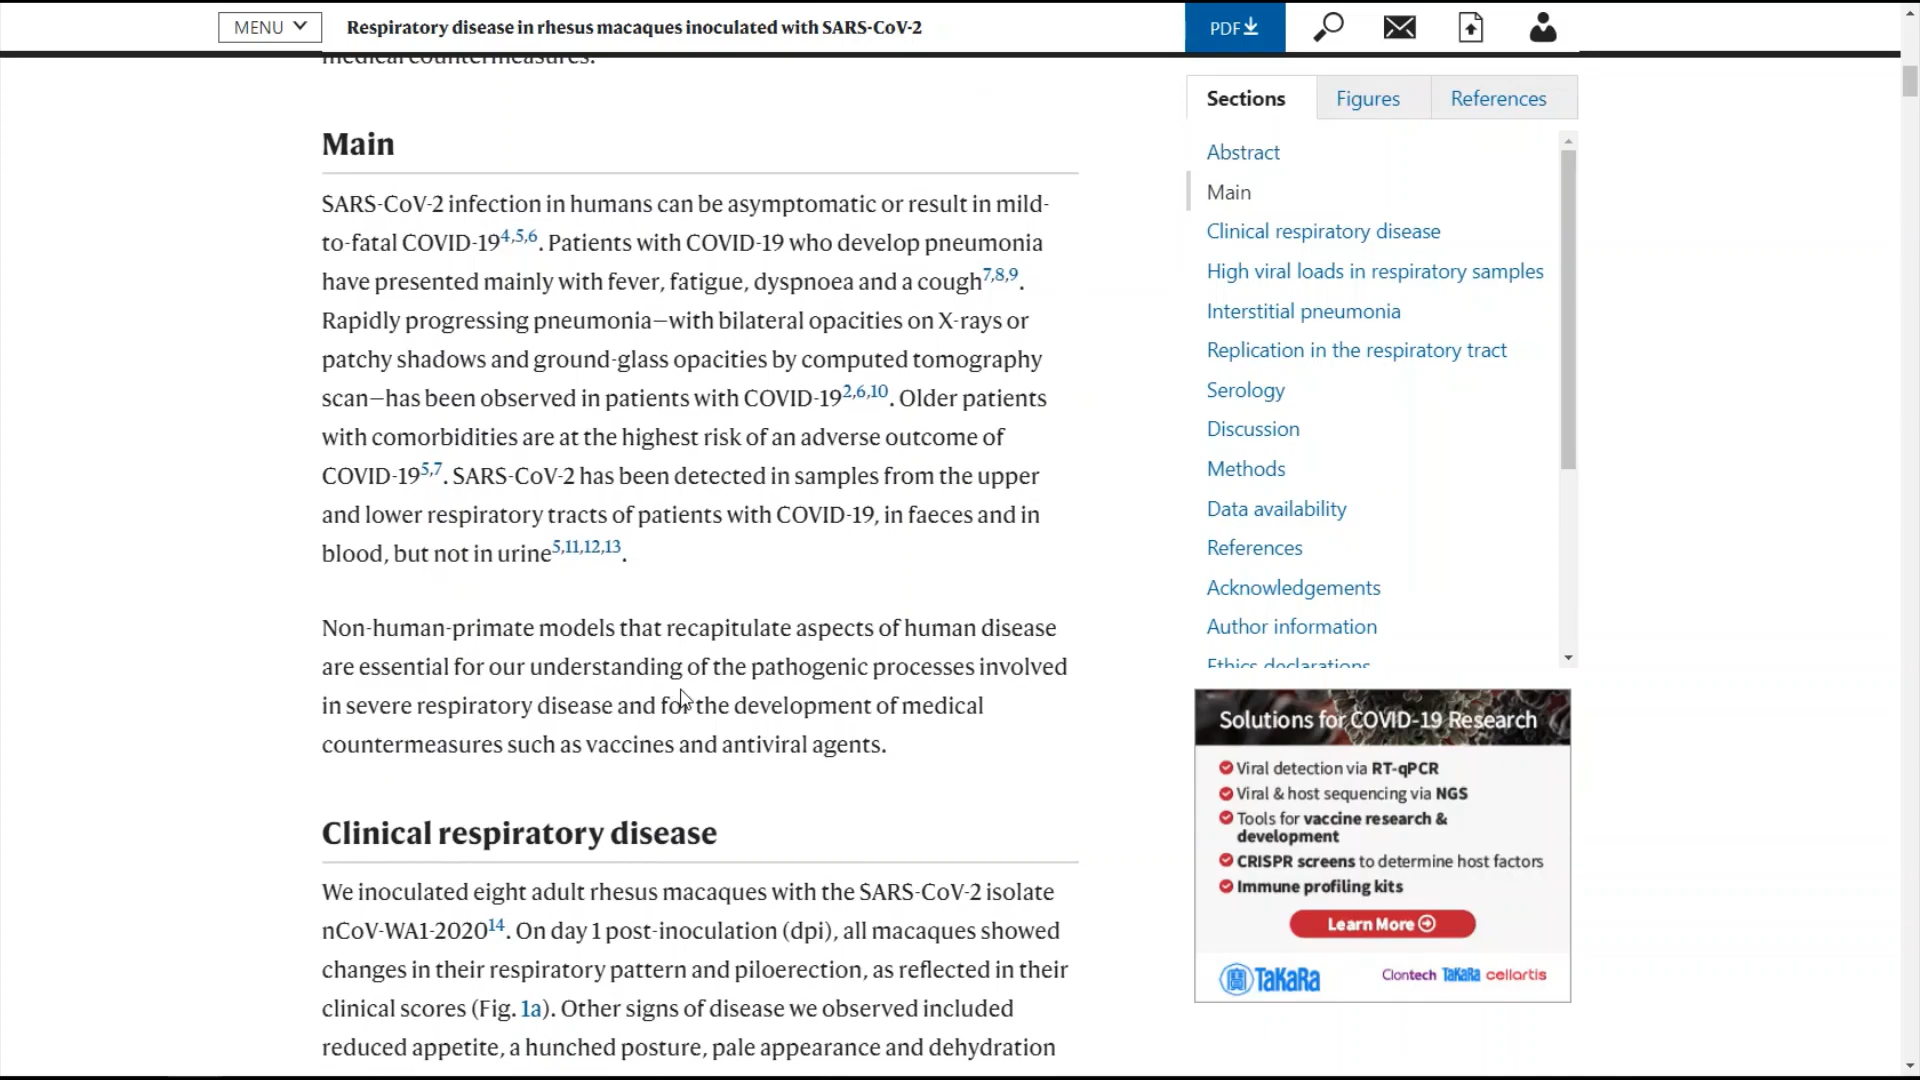 MENU
Respiratory disease in rhesus macaques inoculated with SARS-CoV-2
PDF
medical countermeasures.
Main
SARS-CoV-2 infection in humans can be asymptomatic or result in mild-
to-fatal COVID-194,5,6. Patients with COVID-19 who develop pneumonia
have presented mainly with fever, fatigue, dyspnoea and a cough7,8,9.
Rapidly progressing pneumonia—with bilateral opacities on X-rays or
patchy shadows and ground-glass opacities by computed tomography
scan—has been observed in patients with COVID-192,6,10. Older patients
with comorbidities are at the highest risk of an adverse outcome of
COVID-195,7. SARS-CoV-2 has been detected in samples from the upper
and lower respiratory tracts of patients with COVID-19, in faeces and in
blood, but not in urine5,11,12,13.
Non-human-primate models that recapitulate aspects of human disease
are essential for our understanding of the pathogenic processes involved
in severe respiratory disease and for the development of medical
countermeasures such as vaccines and antiviral agents.
Clinical respiratory disease
We inoculated eight adult rhesus macaques with the SARS-CoV-2 isolate
nCoV-WA1-202014. On day 1 post-inoculation (dpi), all macaques showed
changes in their respiratory pattern and piloerection, as reflected in their
clinical scores (Fig. 1a). Other signs of disease we observed included
reduced appetite, a hunched posture, pale appearance and dehydration
Sections
Figures
References
Abstract
Main
Clinical respiratory disease
High viral loads in respiratory samples
Interstitial pneumonia
Replication in the respiratory tract
Serology
Discussion
Methods
Data availability
References
Acknowledgements
Author information
Ethics declarations
Solutions for COVID-19 Research
Viral detection via RT-qPCR
Viral & host sequencing via NGS
Tools for vaccine research &
development
CRISPR screens to determine host factors
Immune profiling kits
Learn More
TaKaRa
Clontech TaKaRa cellartis